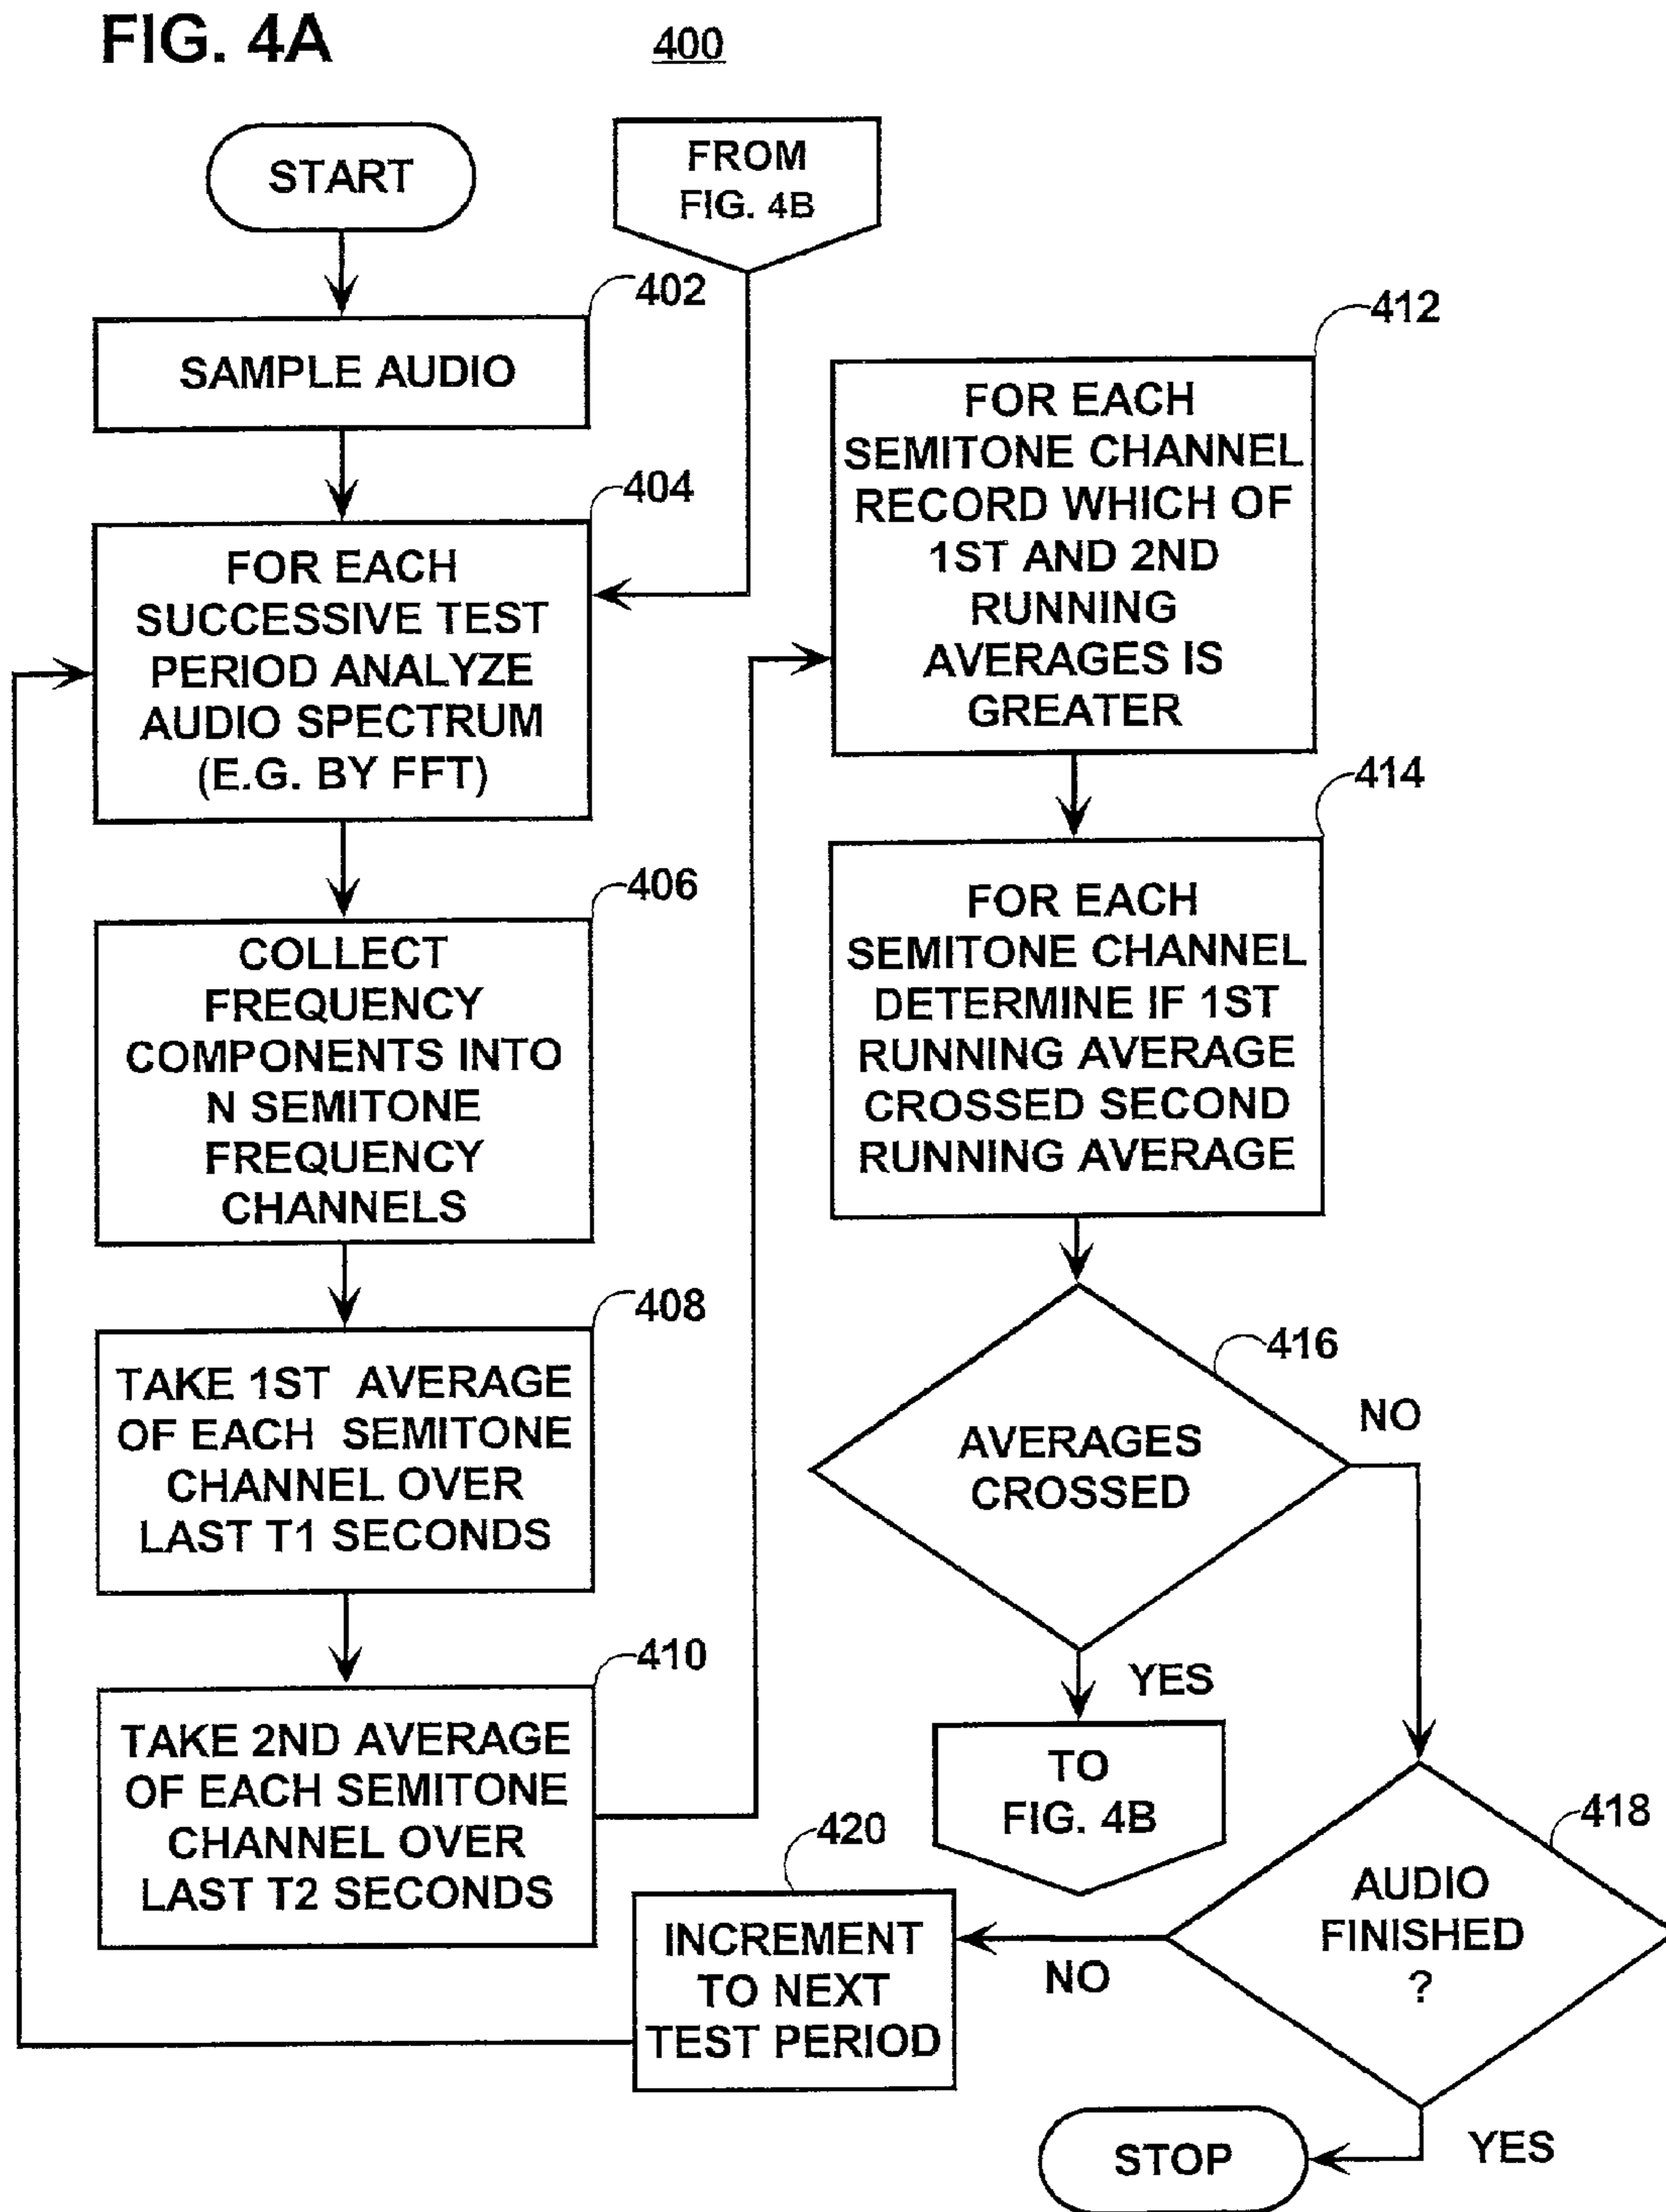 FIG. 4A
400
START
FROM
FIG. 4B
402
SAMPLE AUDIO
404
FOR EACH
SUCCESSIVE TEST
PERIOD ANALYZE
AUDIO SPECTRUM
(E.G. BY FFT)
406
COLLECT
FREQUENCY
COMPONENTS INTO
N SEMITONE
FREQUENCY
CHANNELS
408
TAKE 1ST AVERAGE
OF EACH SEMITONE
CHANNEL OVER
LAST T1 SECONDS
410
TAKE 2ND AVERAGE
OF EACH SEMITONE
CHANNEL OVER
LAST T2 SECONDS
412
FOR EACH
SEMITONE CHANNEL
RECORD WHICH OF
1ST AND 2ND
RUNNING
AVERAGES IS
GREATER
414
FOR EACH
SEMITONE CHANNEL
DETERMINE IF 1ST
RUNNING AVERAGE
CROSSED SECOND
RUNNING AVERAGE
416
AVERAGES
CROSSED
NO
YES
TO
FIG. 4B
418
AUDIO
FINISHED
?
NO
420
INCREMENT
TO NEXT
TEST PERIOD
YES
STOP